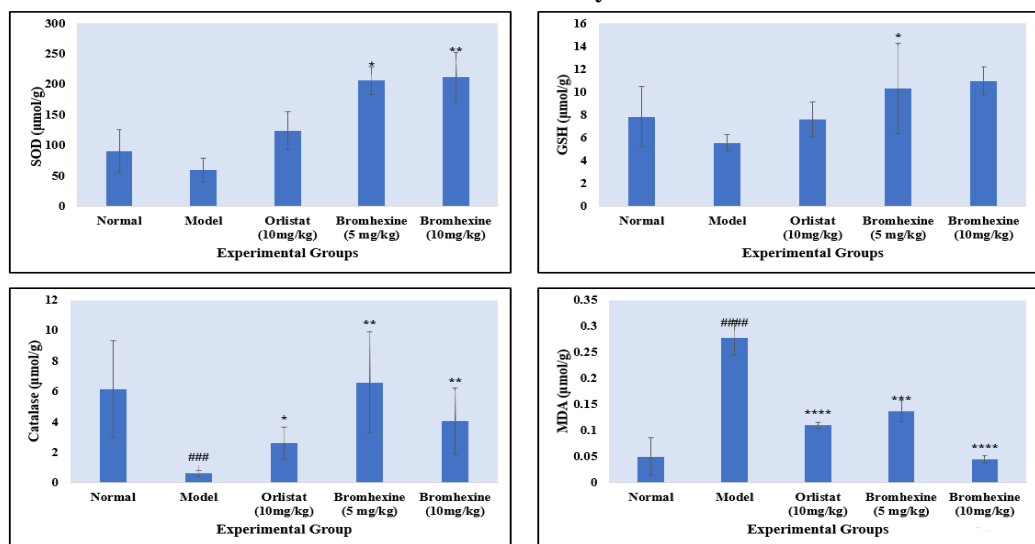 SOD (µmol/g)
300
250
200
150
100
50
0
*
**
Normal
Model
Orlistat
(10mg/kg)
Bromhexine
(5 mg/kg)
Bromhexine
(10mg/kg)
Experimental Groups
GSH (µmol/g)
16
14
12
10
8
6
4
2
0
*
Normal
Model
Orlistat
(10mg/kg)
Bromhexine
(5 mg/kg)
Bromhexine
(10mg/kg)
Experimental Groups
Catalase (µmol/g)
12
10
8
6
4
2
0
###
*
**
**
Normal
Model
Orlistat
(10mg/kg)
Bromhexine
(5 mg/kg)
Bromhexine
(10mg/kg)
Experimental Group
MDA (µmol/g)
0.35
0.3
0.25
0.2
0.15
0.1
0.05
0
####
****
***
****
Normal
Model
Orlistat
(10mg/kg)
Bromhexine
(5 mg/kg)
Bromhexine
(10mg/kg)
Experimental Groups